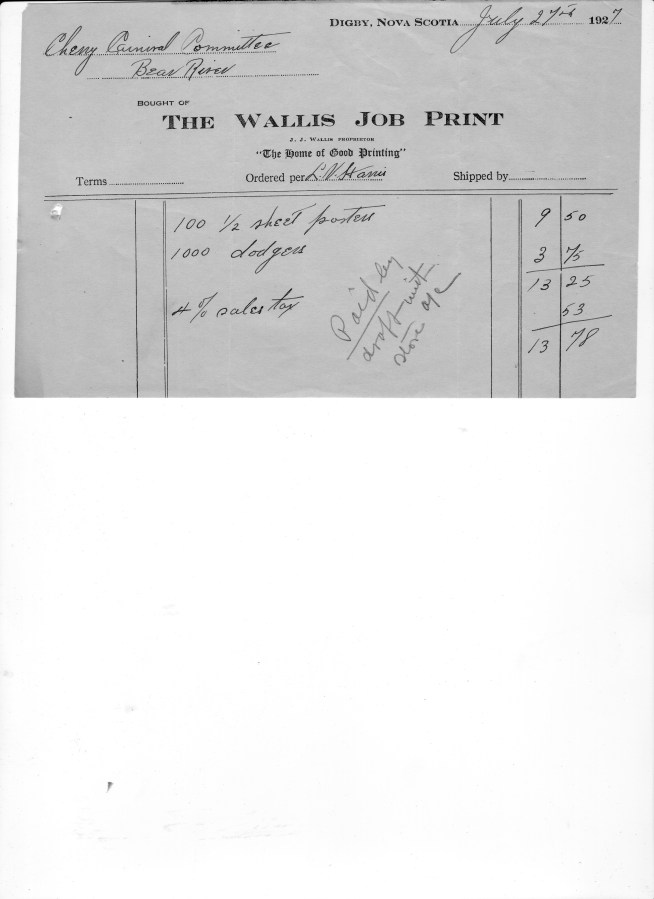 DIGBY, NOVA SCOTIA July 27th 1927
Cherry Carnival Committee
Bear River
BOUGHT OF
THE WALLIS JOB PRINT
J. J. WALLIS PROPRIETOR
"The Home of Good Printing"
Terms Ordered per L. V. Harris Shipped by
100 1/2 sheet posters 9 50
1000 dodgers 3 75
13 25
4% sales tax 53
13 78
Paid by
draft
store a/c